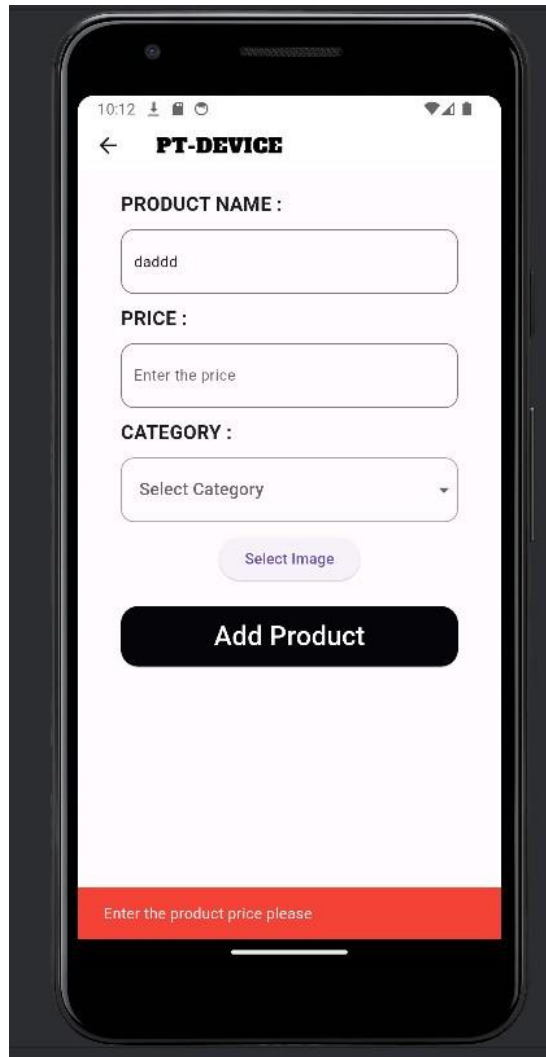 10:12
PT-DEVICE
PRODUCT NAME :
daddd
PRICE :
Enter the price
CATEGORY :
Select Category
Select Image
Add Product
Enter the product price please